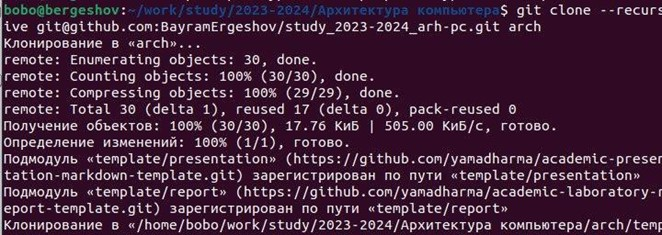 bobo@bergeshov:~/work/study/2023-2024/Архитектура компьютера$ git clone --recurs
ive git@github.com:BayramErgeshov/study_2023-2024_arh-pc.git arch
Клонирование в «arch»...
remote: Enumerating objects: 30, done.
remote: Counting objects: 100% (30/30), done.
remote: Compressing objects: 100% (29/29), done.
remote: Total 30 (delta 1), reused 17 (delta 0), pack-reused 0
Получение объектов: 100% (30/30), 17.76 КиБ | 505.00 КиБ/с, готово.
Определение изменений: 100% (1/1), готово.
Подмодуль «template/presentation» (https://github.com/yamadharma/academic-presen
tation-markdown-template.git) зарегистрирован по пути «template/presentation»
Подмодуль «template/report» (https://github.com/yamadharma/academic-laboratory-r
eport-template.git) зарегистрирован по пути «template/report»
Клонирование в «/home/bobo/work/study/2023-2024/Архитектура компьютера/arch/temp